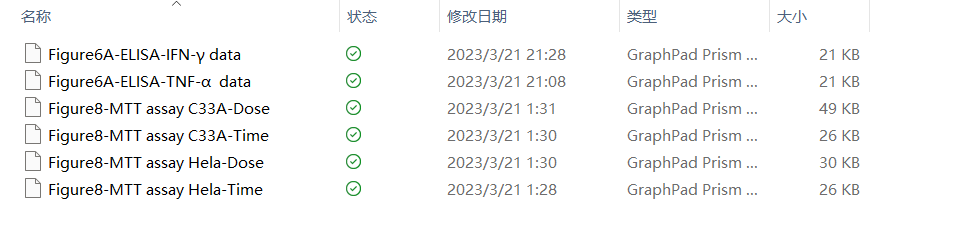 名称 状态 修改日期 类型 大小
Figure6A-ELISA-IFN-γ data 2023/3/21 21:28 GraphPad Prism ... 21 KB
Figure6A-ELISA-TNF-α  data 2023/3/21 21:08 GraphPad Prism ... 21 KB
Figure8-MTT assay C33A-Dose 2023/3/21 1:31 GraphPad Prism ... 49 KB
Figure8-MTT assay C33A-Time 2023/3/21 1:30 GraphPad Prism ... 26 KB
Figure8-MTT assay Hela-Dose 2023/3/21 1:30 GraphPad Prism ... 30 KB
Figure8-MTT assay Hela-Time 2023/3/21 1:28 GraphPad Prism ... 26 KB